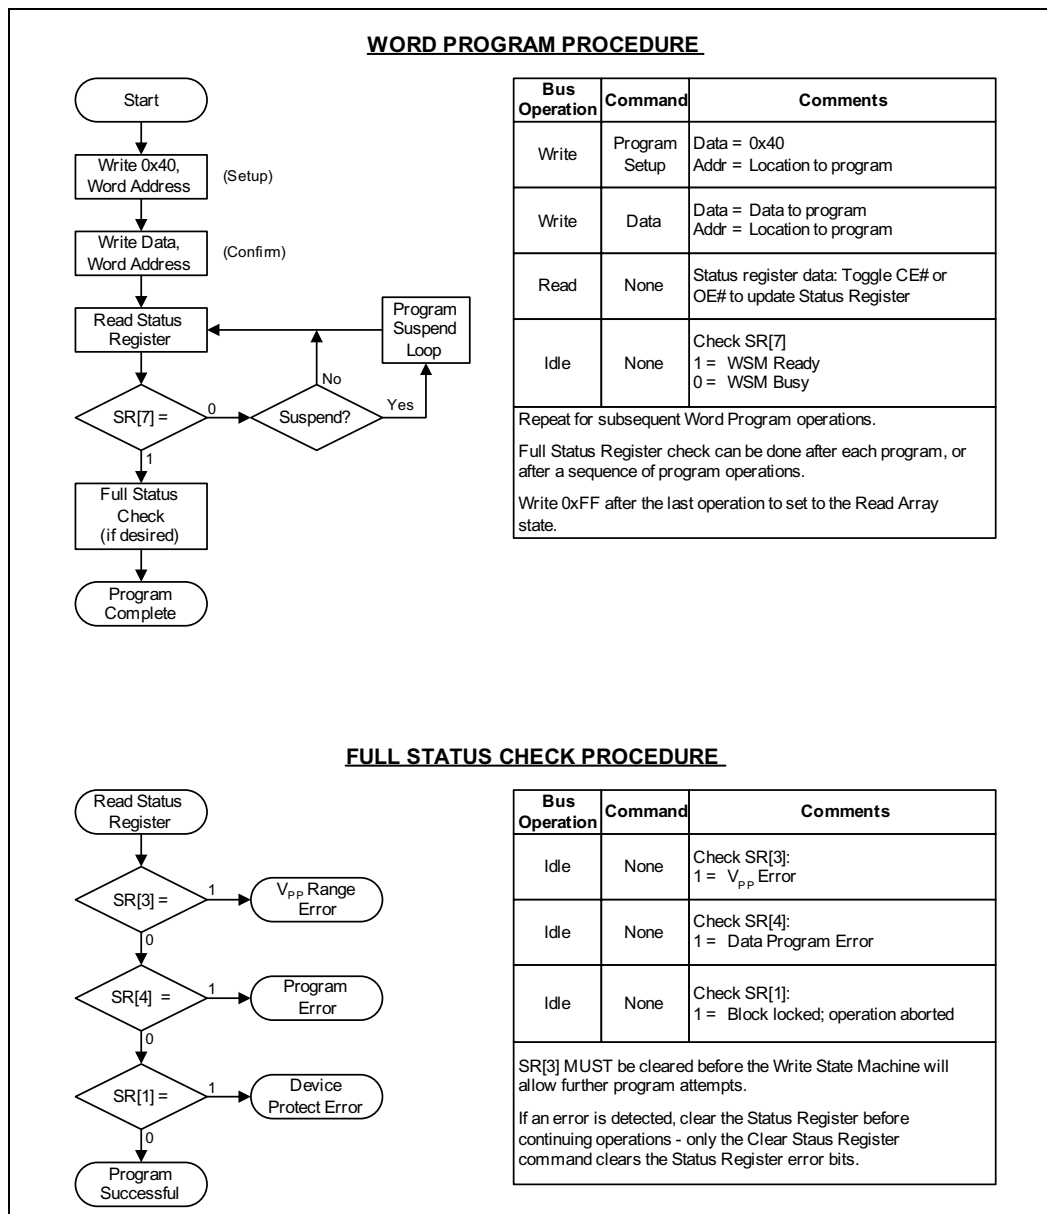 WORD PROGRAM PROCEDURE
Start
Write 0x40,
Word Address
(Setup)
Write Data,
Word Address
(Confirm)
Read Status
Register
Program
Suspend
Loop
No
Yes
SR[7] =
0
Suspend?
1
Full Status
Check
(if desired)
Program
Complete
Bus
Operation
Command
Comments
Write
Program
Setup
Data = 0x40
Addr = Location to program
Write
Data
Data = Data to program
Addr = Location to program
Read
None
Status register data: Toggle CE# or
OE# to update Status Register
Idle
None
Check SR[7]
1 = WSM Ready
0 = WSM Busy
Repeat for subsequent Word Program operations.
Full Status Register check can be done after each program, or
after a sequence of program operations.
Write 0xFF after the last operation to set to the Read Array
state.
FULL STATUS CHECK PROCEDURE
Read Status
Register
SR[3] =
1
VPP Range
Error
0
SR[4] =
1
Program
Error
0
SR[1] =
1
Device
Protect Error
0
Program
Successful
Bus
Operation
Command
Comments
Idle
None
Check SR[3]:
1 = VPP Error
Idle
None
Check SR[4]:
1 = Data Program Error
Idle
None
Check SR[1]:
1 = Block locked; operation aborted
SR[3] MUST be cleared before the Write State Machine will
allow further program attempts.
If an error is detected, clear the Status Register before
continuing operations - only the Clear Staus Register
command clears the Status Register error bits.